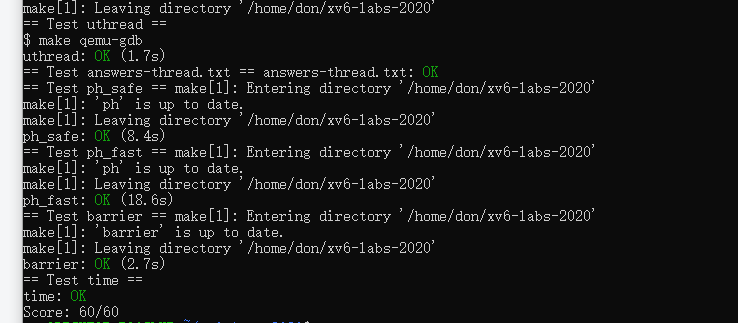 make[1]: Leaving directory '/home/don/xv6-labs-2020'
== Test uthread ==
$ make qemu-gdb
uthread: OK (1.7s)
== Test answers-thread.txt == answers-thread.txt: OK
== Test ph_safe == make[1]: Entering directory '/home/don/xv6-labs-2020'
make[1]: 'ph' is up to date.
make[1]: Leaving directory '/home/don/xv6-labs-2020'
ph_safe: OK (8.4s)
== Test ph_fast == make[1]: Entering directory '/home/don/xv6-labs-2020'
make[1]: 'ph' is up to date.
make[1]: Leaving directory '/home/don/xv6-labs-2020'
ph_fast: OK (18.6s)
== Test barrier == make[1]: Entering directory '/home/don/xv6-labs-2020'
make[1]: 'barrier' is up to date.
make[1]: Leaving directory '/home/don/xv6-labs-2020'
barrier: OK (2.7s)
== Test time ==
time: OK
Score: 60/60